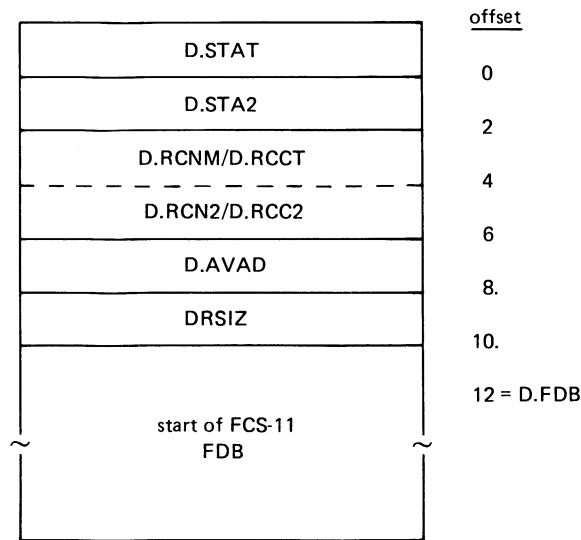 offset
D.STAT
0
D.STA2
2
D.RCNM/D.RCCT
4
D.RCN2/D.RCC2
6
D.AVAD
8.
DRSIZ
10.
12 = D.FDB
start of FCS-11
FDB